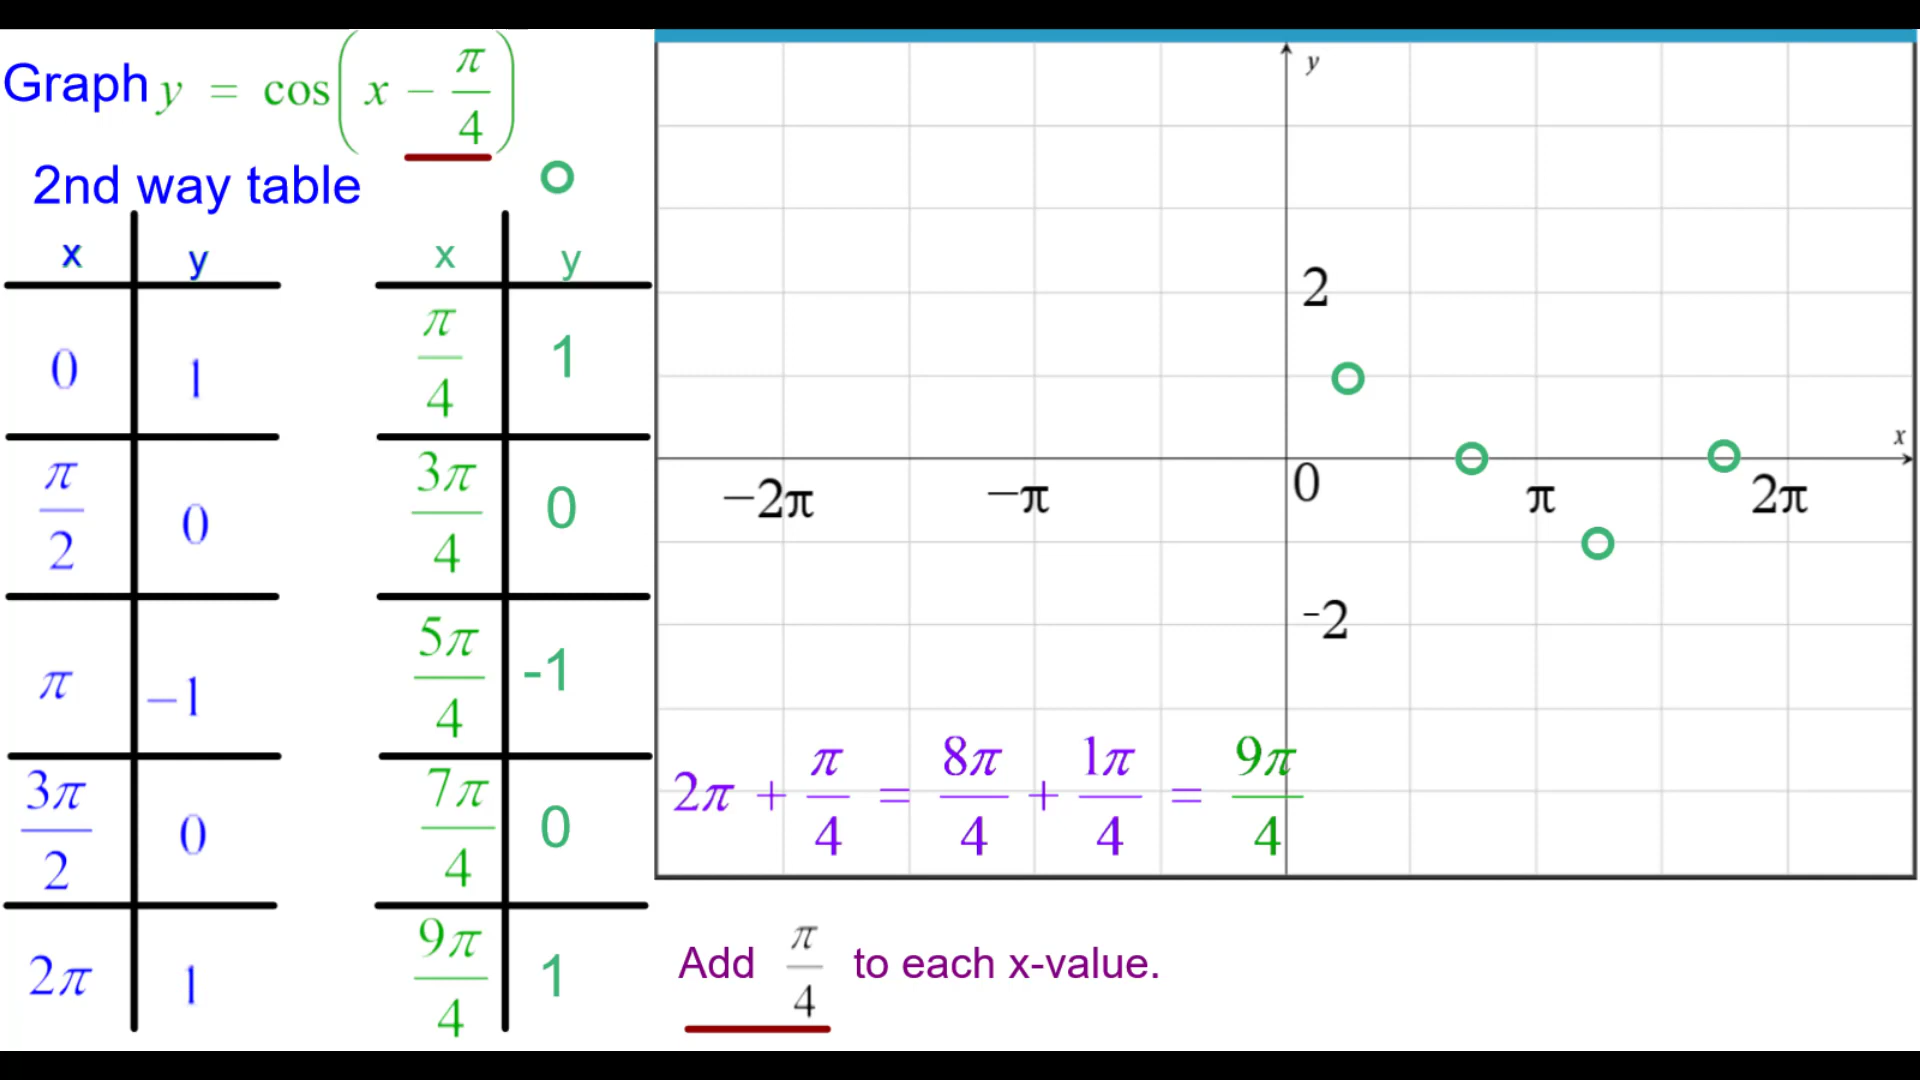 Graph y = cos(x − π/4)
2nd way table
x y
0 1
π/2 0
π −1
3π/2 0
2π 1
x y
π/4 1
3π/4 0
5π/4 -1
7π/4 0
9π/4 1
y
2
x
−2π −π 0 π 2π
-2
2π + π/4 = 8π/4 + 1π/4 = 9π/4
Add π/4 to each x-value.